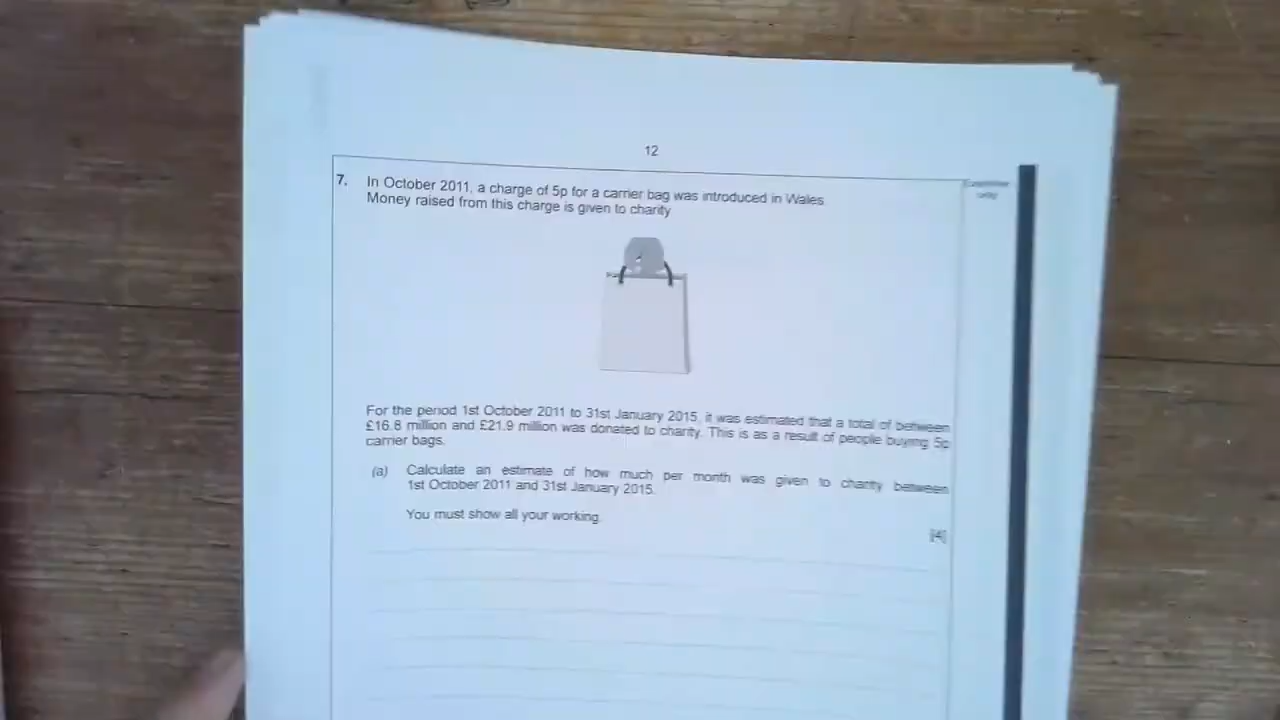 12
Examiner
only
7. In October 2011, a charge of 5p for a carrier bag was introduced in Wales.
Money raised from this charge is given to charity
For the period 1st October 2011 to 31st January 2015, it was estimated that a total of between
£16.8 million and £21.9 million was donated to charity. This is as a result of people buying 5p
carrier bags.
(a) Calculate an estimate of how much per month was given to charity between
1st October 2011 and 31st January 2015.
You must show all your working.
[4]